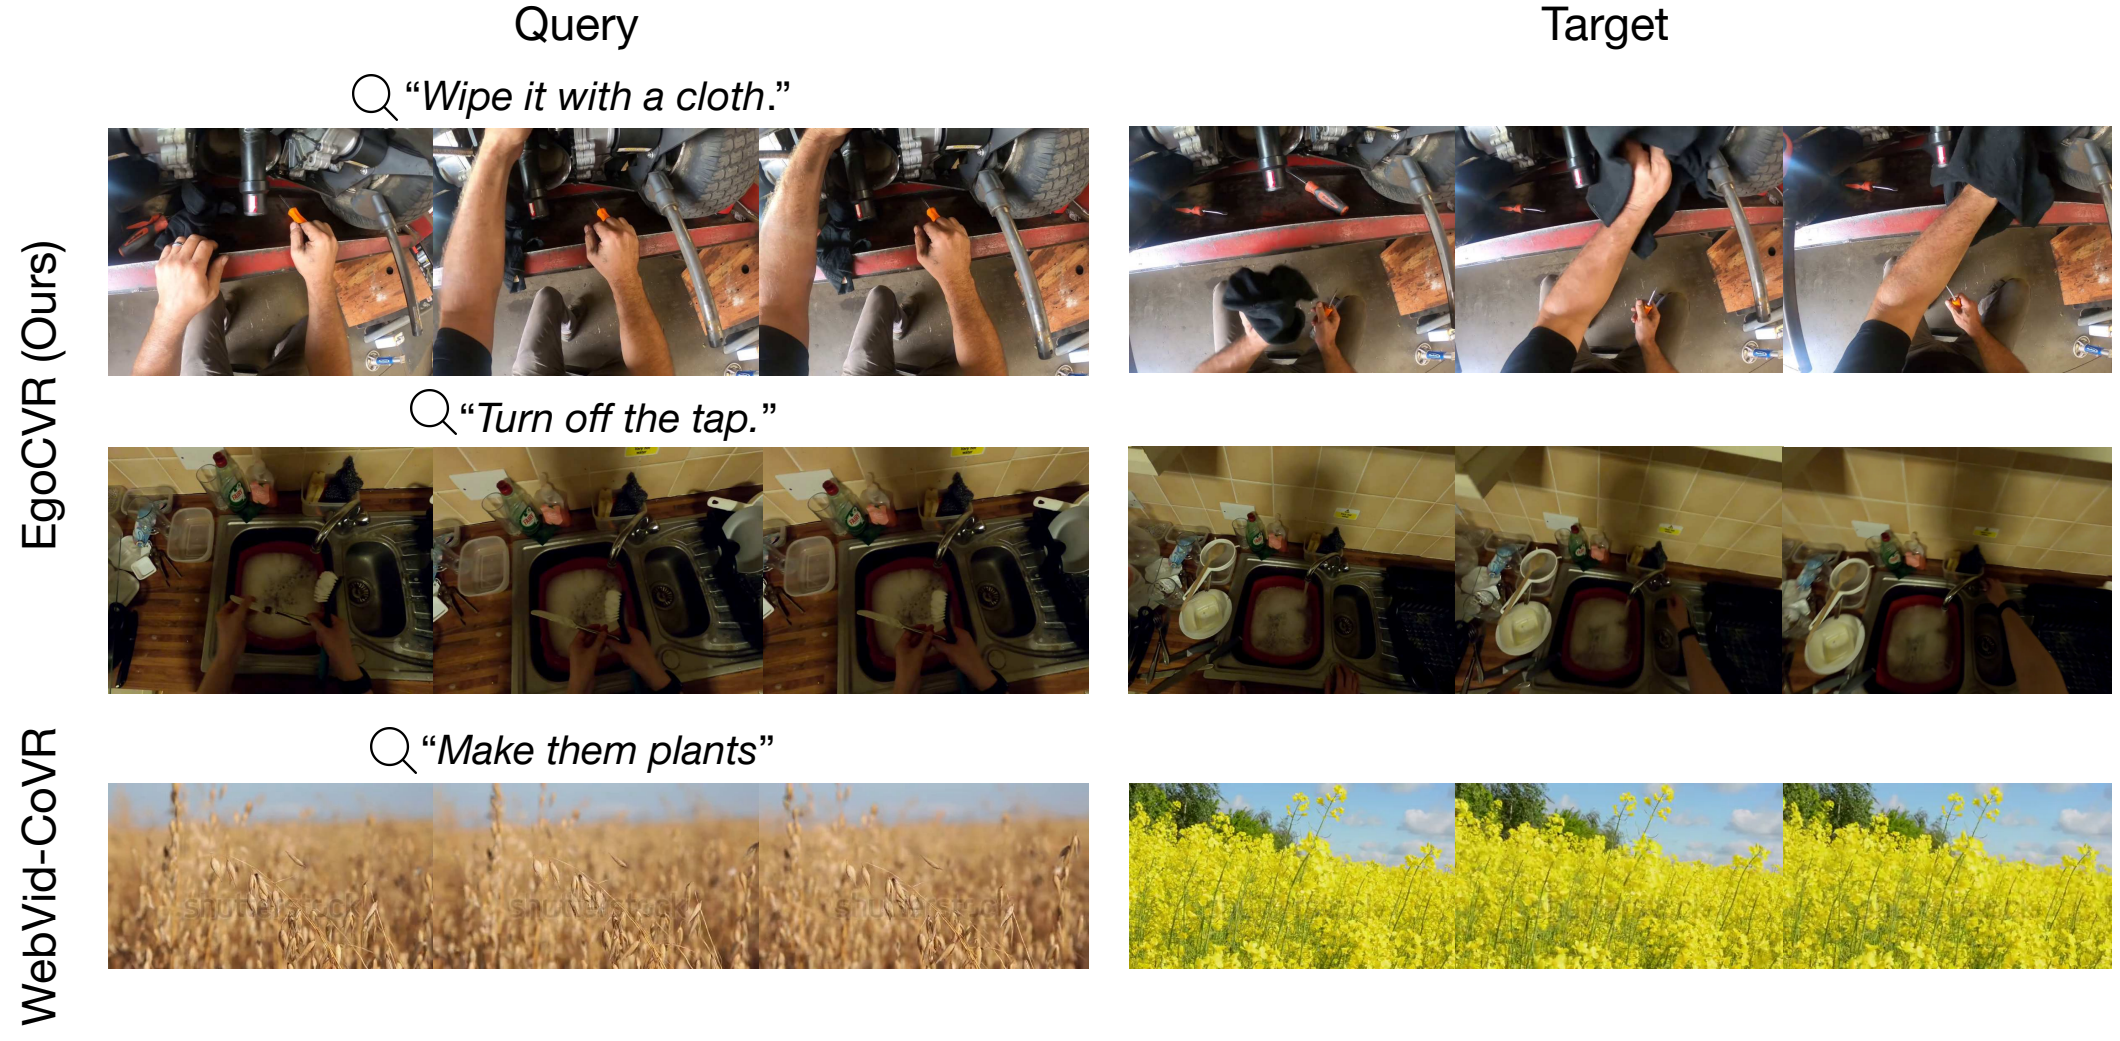 Query
Target
EgoCVR (Ours)
“Wipe it with a cloth.”
“Turn off the tap.”
WebVid-CoVR
“Make them plants”
shutterstock shutterstock shutterstock